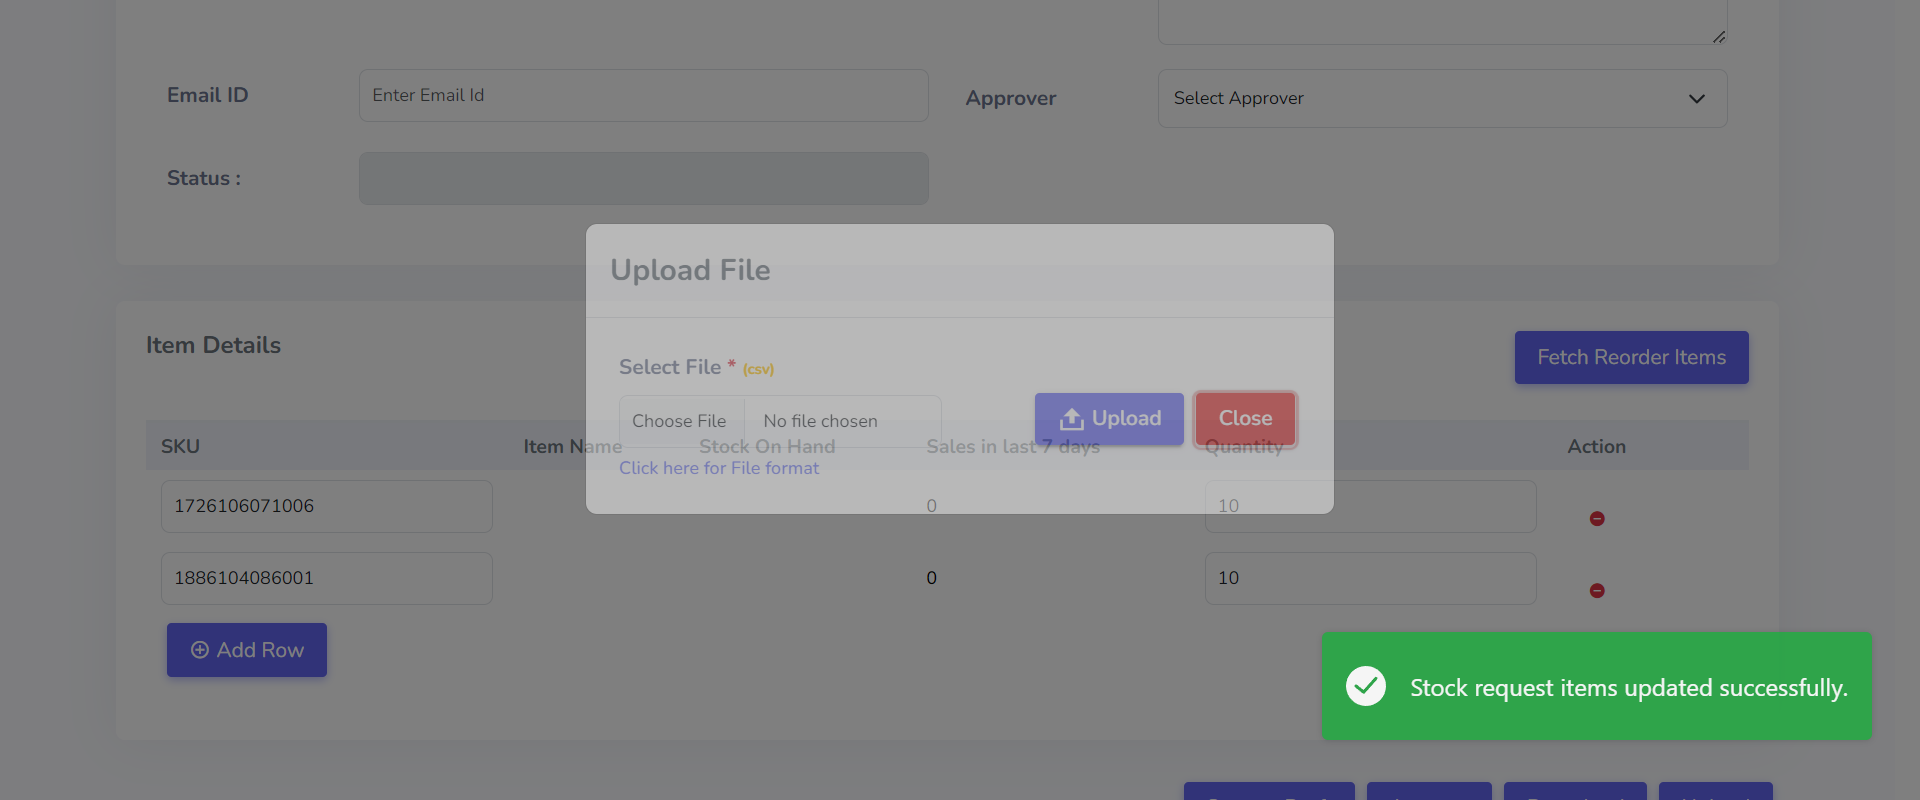 Email ID
Enter Email Id
Approver
Select Approver
Status :
Upload File
Item Details
Fetch Reorder Items
Select File * (csv)
Choose File
No file chosen
Upload
Close
SKU
Item Name
Stock On Hand
Sales in last 7 days
Quantity
Action
Click here for File format
1726106071006
0
10
1886104086001
0
10
Add Row
Stock request items updated successfully.